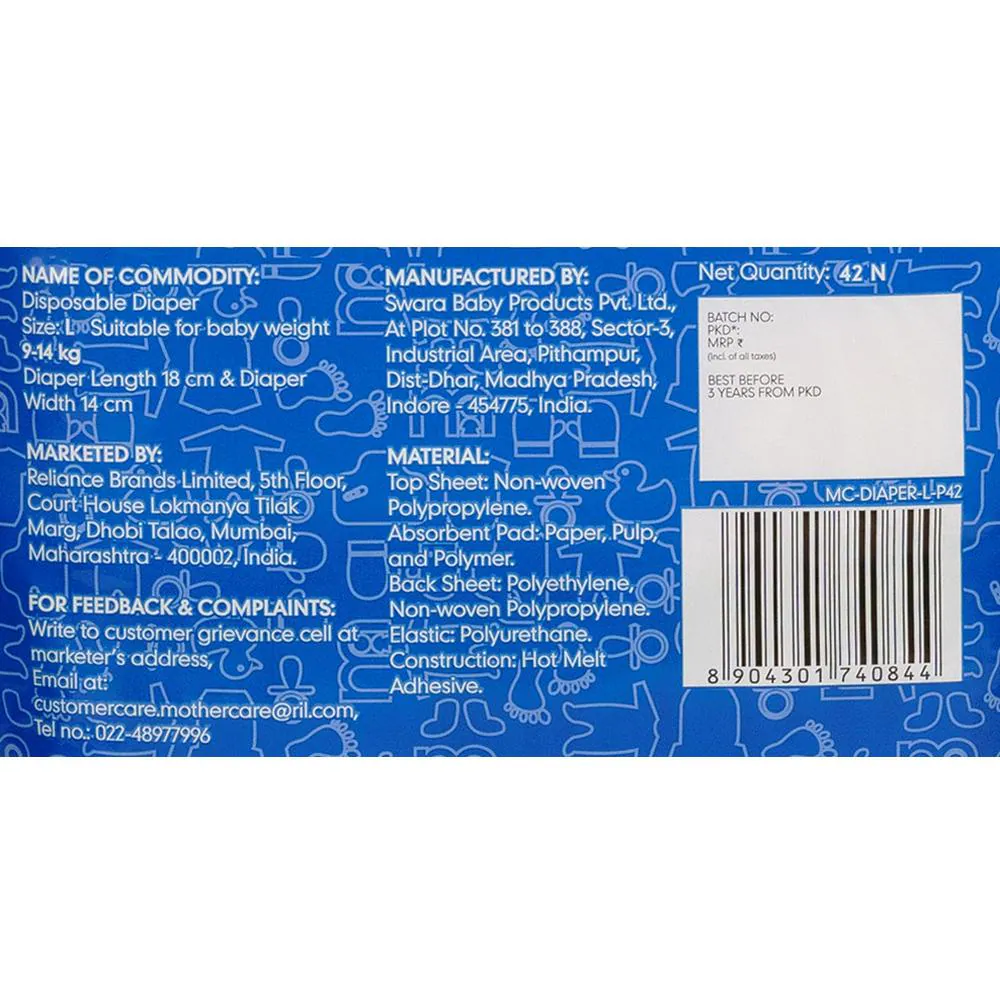 NAME OF COMMODITY:
Disposable Diaper
Size: L Suitable for baby weight
9-14 kg
Diaper Length 18 cm & Diaper
Width 14 cm
MARKETED BY:
Reliance Brands Limited, 5th Floor,
Court House Lokmanya Tilak
Marg, Dhobi Talao, Mumbai,
Maharashtra - 400002, India.
FOR FEEDBACK & COMPLAINTS:
Write to customer grievance cell at
marketer's address,
Email at:
customercare.mothercare@ril.com,
Tel no.: 022-48977996
MANUFACTURED BY:
Swara Baby Products Pvt. Ltd.,
At Plot No. 381 to 388, Sector-3,
Industrial Area, Pithampur,
Dist-Dhar, Madhya Pradesh,
Indore - 454775, India.
MATERIAL:
Top Sheet: Non-woven
Polypropylene.
Absorbent Pad: Paper, Pulp,
and Polymer.
Back Sheet: Polyethylene,
Non-woven Polypropylene.
Elastic: Polyurethane.
Construction: Hot Melt
Adhesive.
Net Quantity: 42 N
BATCH NO:
PKD*:
MRP ₹
(Incl. of all taxes)
BEST BEFORE
3 YEARS FROM PKD
MC-DIAPER-L-P42
8 904301 740844